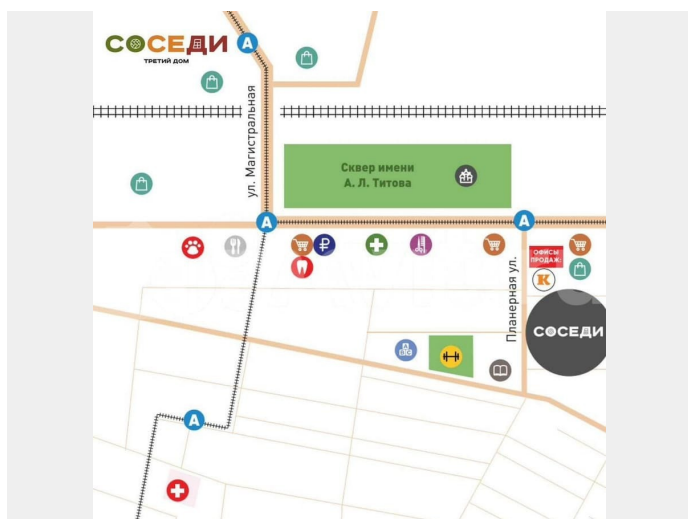 СОСЕДИ
ТРЕТИЙ ДОМ
А
ул. Магистральная
Сквер имени
А. Л. Титова
А
А
₽
ОФИСЫ
ПРОДАЖ:
К
Планерная ул.
СОСЕДИ
A
B C
А